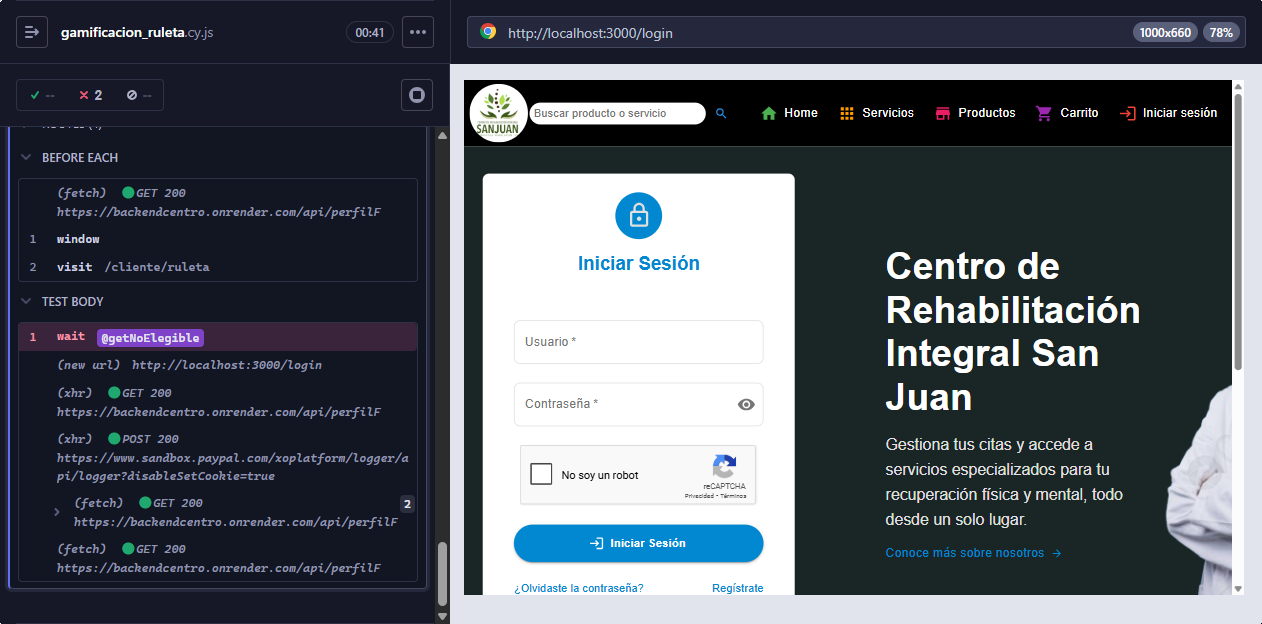 gamificacion_ruleta.cy.js
00:41
--
2
--
BEFORE EACH
(fetch) GET 200
https://backendcentro.onrender.com/api/perfilF
1 window
2 visit /cliente/ruleta
TEST BODY
1 wait @getNoElegible
(new url) http://localhost:3000/login
(xhr) GET 200
https://backendcentro.onrender.com/api/perfilF
(xhr) POST 200
https://www.sandbox.paypal.com/xoplatform/logger/a
pi/logger?disableSetCookie=true
(fetch) GET 200
https://backendcentro.onrender.com/api/perfilF
2
(fetch) GET 200
https://backendcentro.onrender.com/api/perfilF
http://localhost:3000/login
1000x660
78%
SANJUAN
Buscar producto o servicio
Home
Servicios
Productos
Carrito
Iniciar sesión
Iniciar Sesión
Usuario *
Contraseña *
No soy un robot
reCAPTCHA
Privacidad - Términos
Iniciar Sesión
¿Olvidaste la contraseña?
Regístrate
Centro de
Rehabilitación
Integral San
Juan
Gestiona tus citas y accede a
servicios especializados para tu
recuperación física y mental, todo
desde un solo lugar.
Conoce más sobre nosotros →